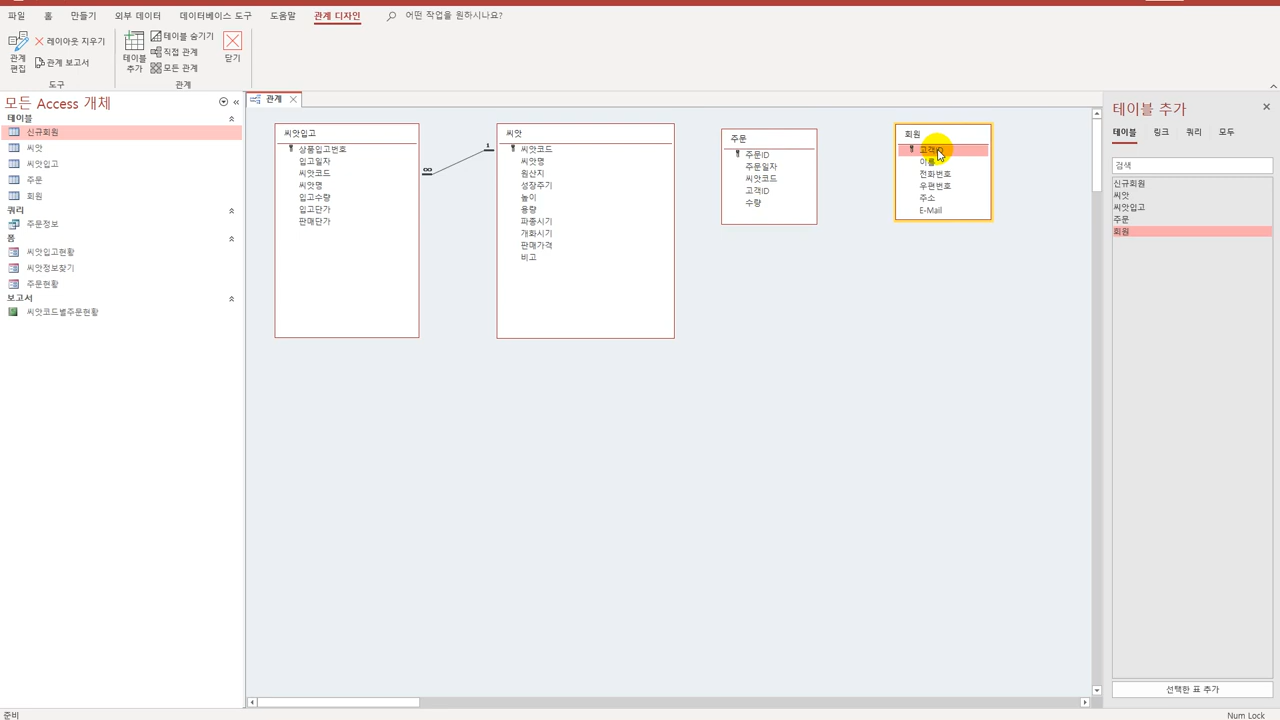 파일 홈 만들기 외부 데이터 데이터베이스 도구 도움말 관계 디자인 어떤 작업을 원하시나요?
관계
편집
레이아웃 지우기
관계 보고서
도구
테이블
추가
테이블 숨기기
직접 관계
모든 관계
닫기
관계
모든 Access 개체
테이블
신규회원
씨앗
씨앗입고
주문
회원
쿼리
주문정보
폼
씨앗입고현황
씨앗정보찾기
주문현황
보고서
씨앗코드별주문현황
관계
씨앗입고
상품입고번호
입고일자
씨앗코드
씨앗명
입고수량
입고단가
판매단가
∞
1
씨앗
씨앗코드
씨앗명
원산지
성장주기
높이
용량
파종시기
개화시기
판매가격
비고
주문
주문ID
주문일자
씨앗코드
고객ID
수량
회원
고객ID
이름
전화번호
우편번호
주소
E-Mail
테이블 추가
테이블 링크 쿼리 모두
검색
신규회원
씨앗
씨앗입고
주문
회원
선택한 표 추가
준비
Num Lock